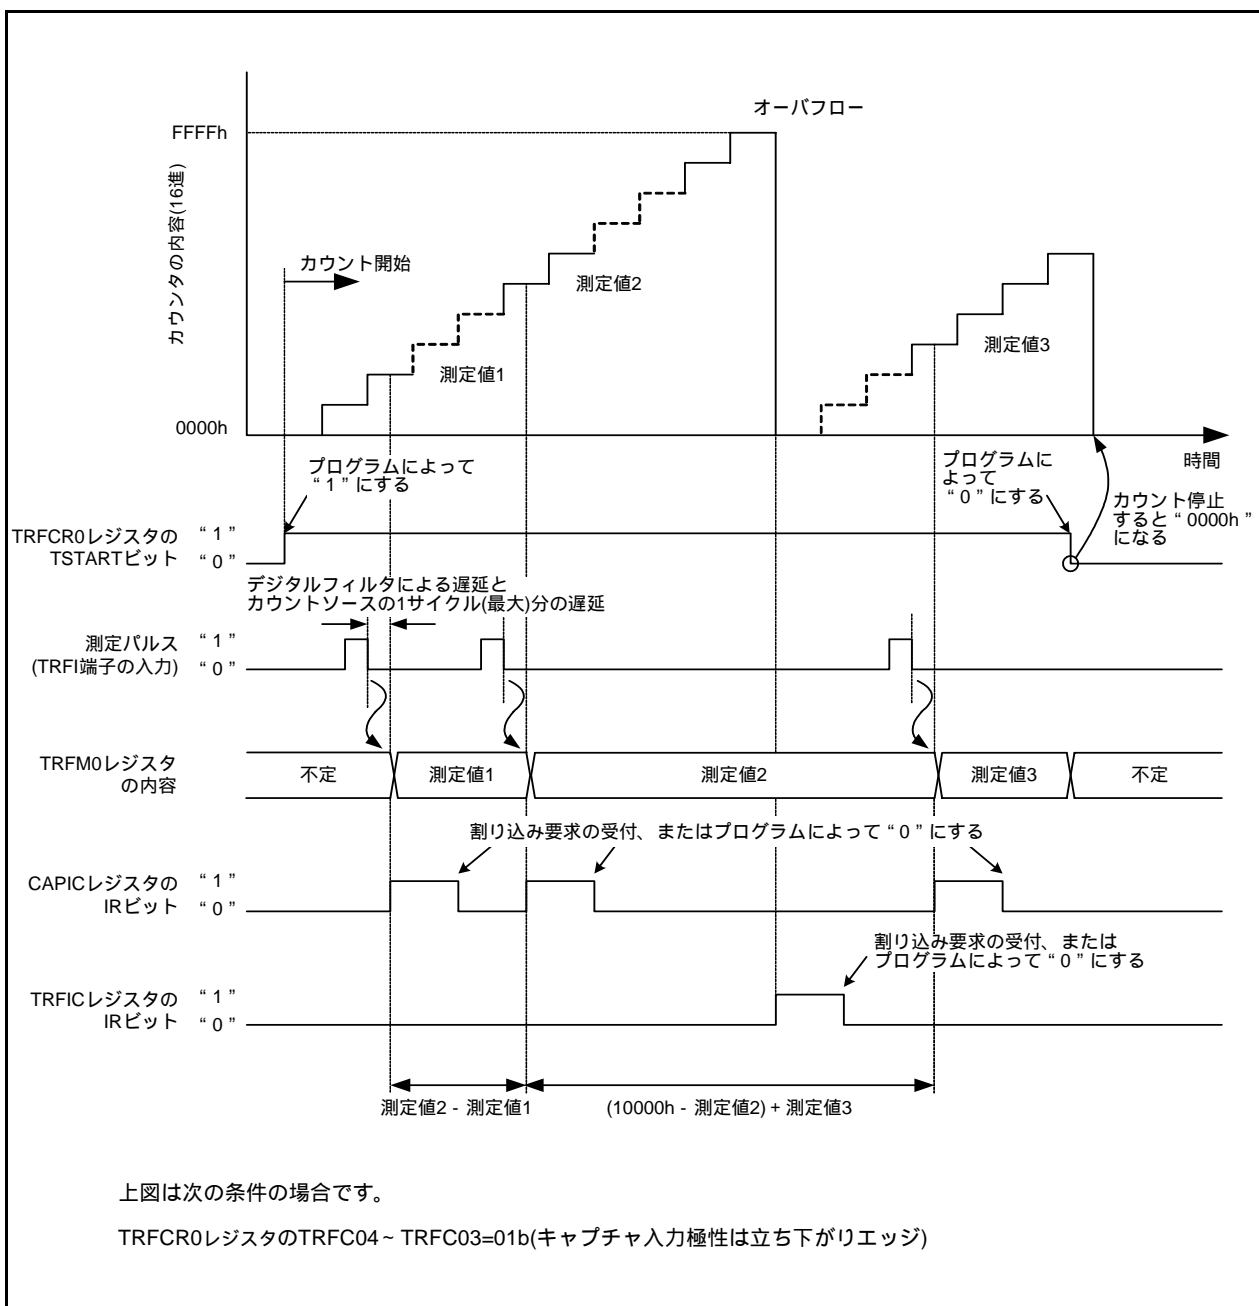 オーバフロー
FFFFh
カウンタの内容(16進)
カウント開始
測定値2
測定値1
測定値3
0000h
時間
プログラムによって
“ 1 ” にする
プログラムに
よって
“ 0 ” にする
カウント停止
すると “ 0000h ”
になる
TRFCR0レジスタの
TSTARTビット
“ 1 ”
“ 0 ”
デジタルフィルタによる遅延と
カウントソースの1サイクル(最大)分の遅延
測定パルス
(TRFI端子の入力)
“ 1 ”
“ 0 ”
TRFM0レジスタ
の内容
不定
測定値1
測定値2
測定値3
不定
割り込み要求の受付、またはプログラムによって “ 0 ” にする
CAPICレジスタの
IRビット
“ 1 ”
“ 0 ”
割り込み要求の受付、または
プログラムによって “ 0 ” にする
TRFICレジスタの
IRビット
“ 1 ”
“ 0 ”
測定値2 - 測定値1
(10000h - 測定値2) + 測定値3
上図は次の条件の場合です。
TRFCR0レジスタのTRFC04~TRFC03=01b(キャプチャ入力極性は立ち下がりエッジ)